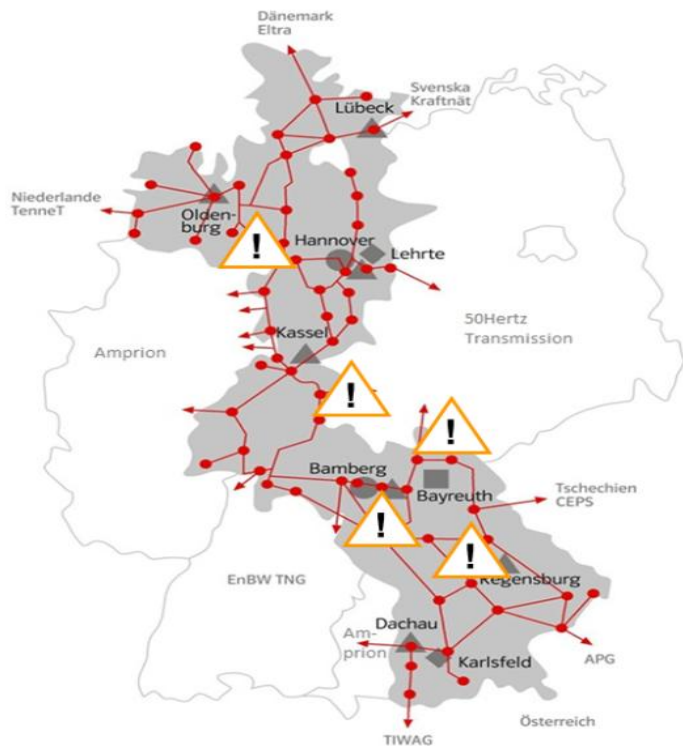 Dänemark
Eltra
Svenska
Kraftnät
Lübeck
Niederlande
TenneT
Olden-
burg
!
Hannover
Lehrte
50Hertz
Transmission
Amprion
Kassel
!
!
Bamberg
Bayreuth
Tschechien
CEPS
!
!
EnBW TNG
Regensburg
Dachau
Am-
prion
Karlsfeld
APG
Österreich
TIWAG